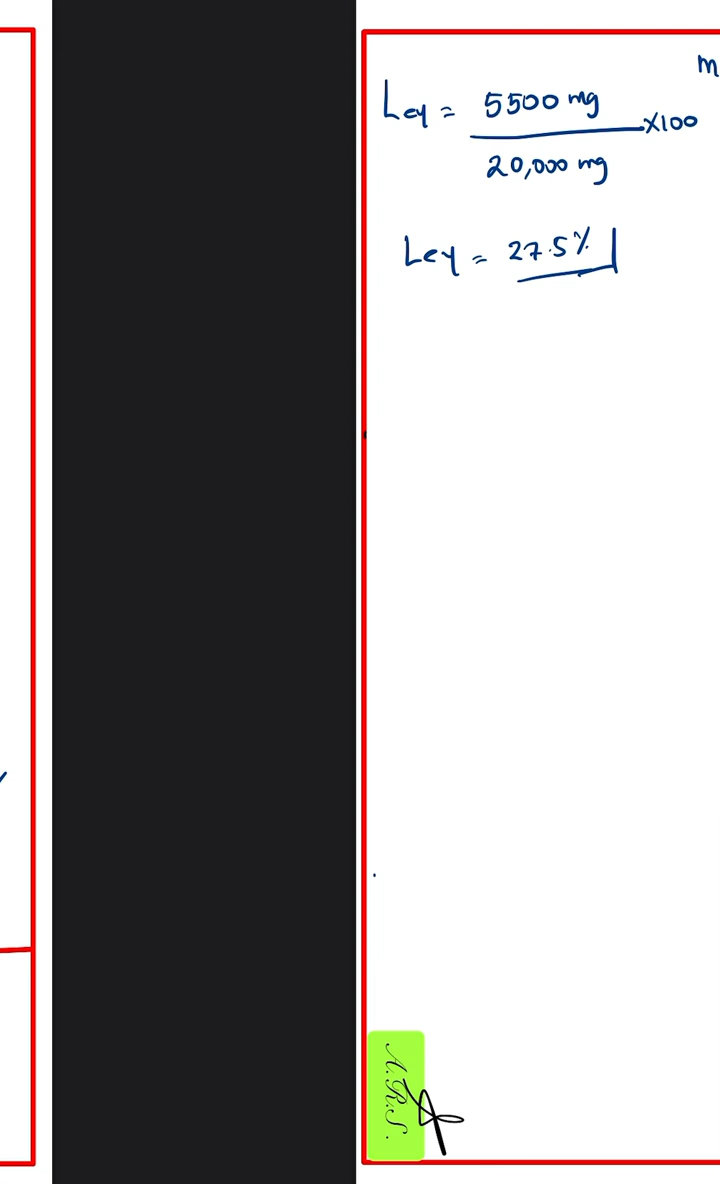 m
Ley = 5500 mg
x100
20,000 mg
Ley = 27.5%
A.R.S.